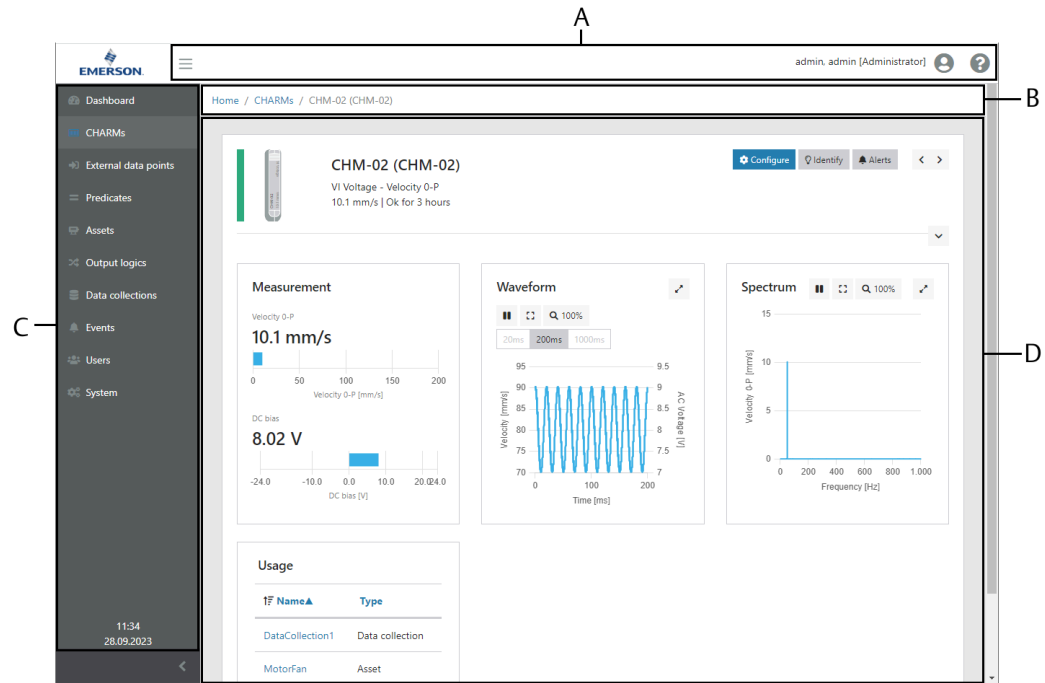 A
EMERSON.
admin, admin [Administrator]
?
B
Home / CHARMs / CHM-02 (CHM-02)
Dashboard
CHARMs
External data points
Predicates
Assets
Output logics
Data collections
Events
Users
System
C
11:34
28.09.2023
CHM-02 (CHM-02)
VI Voltage - Velocity 0-P
10.1 mm/s | Ok for 3 hours
Configure
Identify
Alerts
D
Measurement
Velocity 0-P
10.1 mm/s
0 50 100 150 200
Velocity 0-P [mm/s]
DC bias
8.02 V
-24.0 -10.0 0.0 10.0 20.024.0
DC bias [V]
Waveform
100%
20ms 200ms 1000ms
95 9.5
90 9
85 8.5
80 8
75 7.5
70 7
Velocity [mm/s]
AC Votage [V]
0 100 200
Time [ms]
Spectrum
100%
15
10
5
0
Velocity 0-P [mm/s]
0 200 400 600 800 1.000
Frequency [Hz]
Usage
Name▲ Type
DataCollection1 Data collection
MotorFan Asset